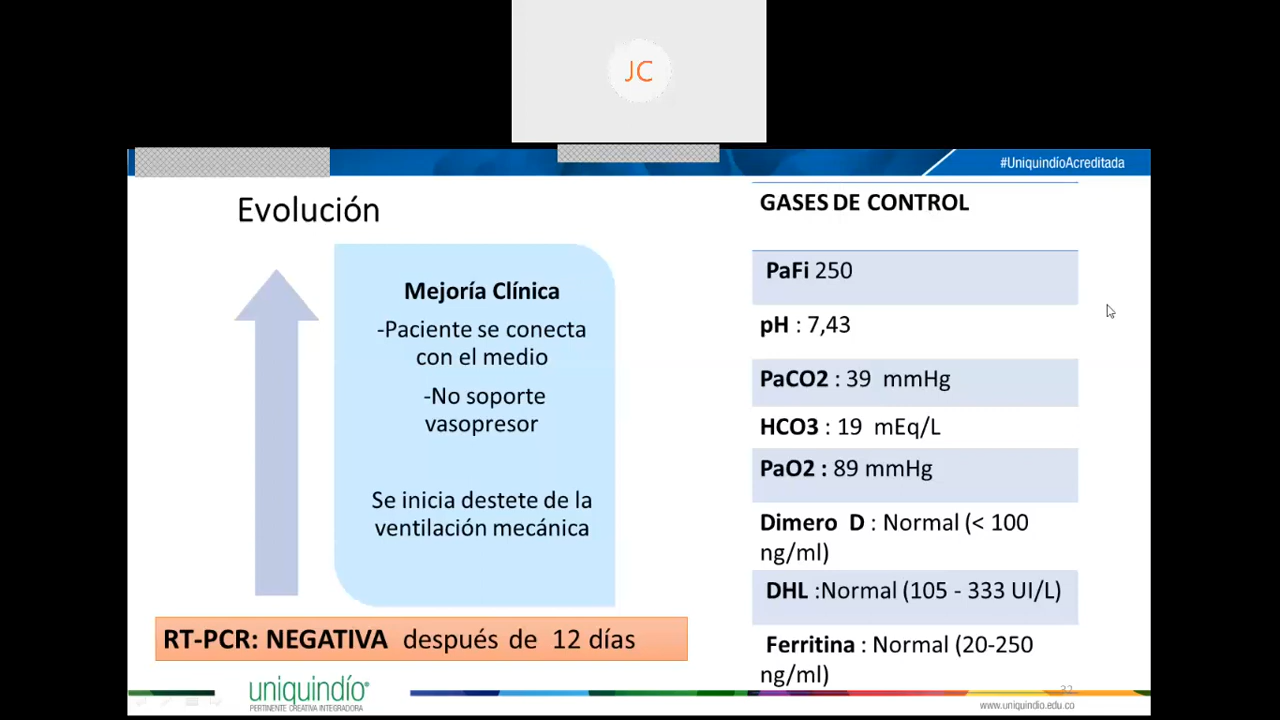 JC
#UniquindíoAcreditada
Evolución
Mejoría Clínica
-Paciente se conecta
con el medio
-No soporte
vasopresor
Se inicia destete de la
ventilación mecánica
RT-PCR: NEGATIVA después de 12 días
GASES DE CONTROL
PaFi 250
pH : 7,43
PaCO2 : 39 mmHg
HCO3 : 19 mEq/L
PaO2 : 89 mmHg
Dimero D : Normal (< 100
ng/ml)
DHL :Normal (105 - 333 UI/L)
Ferritina : Normal (20-250
ng/ml)
32
uniquindío
PERTINENTE CREATIVA INTEGRADORA
www.uniquindio.edu.co